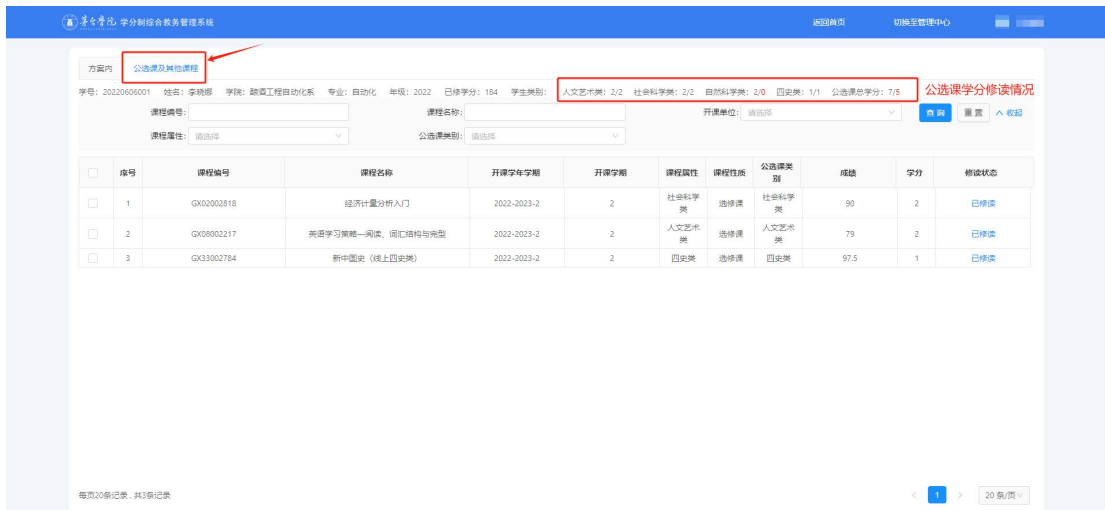 茅台学院 学分制综合教务管理系统 返回首页 切换至管理中心
方案内 公选课及其他课程
学号：20220606001 姓名：李晓娜 学院：酿酒工程自动化系 专业：自动化 年级：2022 已修学分：184 学生类别： 人文艺术类：2/2 社会科学类：2/2 自然科学类：2/0 四史类：1/1 公选课总学分：7/5 公选课学分修读情况
课程编号： 课程名称： 开课单位： 请选择 查询 重置 收起
课程属性： 请选择 公选课类别： 请选择
序号 课程编号 课程名称 开课学年学期 开课学期 课程属性 课程性质 公选课类别 成绩 学分 修读状态
1 GX02002818 经济计量分析入门 2022-2023-2 2 社会科学类 选修课 社会科学类 90 2 已修读
2 GX08002217 英语学习策略—阅读、词汇结构与完型 2022-2023-2 2 人文艺术类 选修课 人文艺术类 79 2 已修读
3 GX33002784 新中国史（线上四史类） 2022-2023-2 2 四史类 选修课 四史类 97.5 1 已修读
每页20条记录，共3条记录 < 1 > 20 条/页